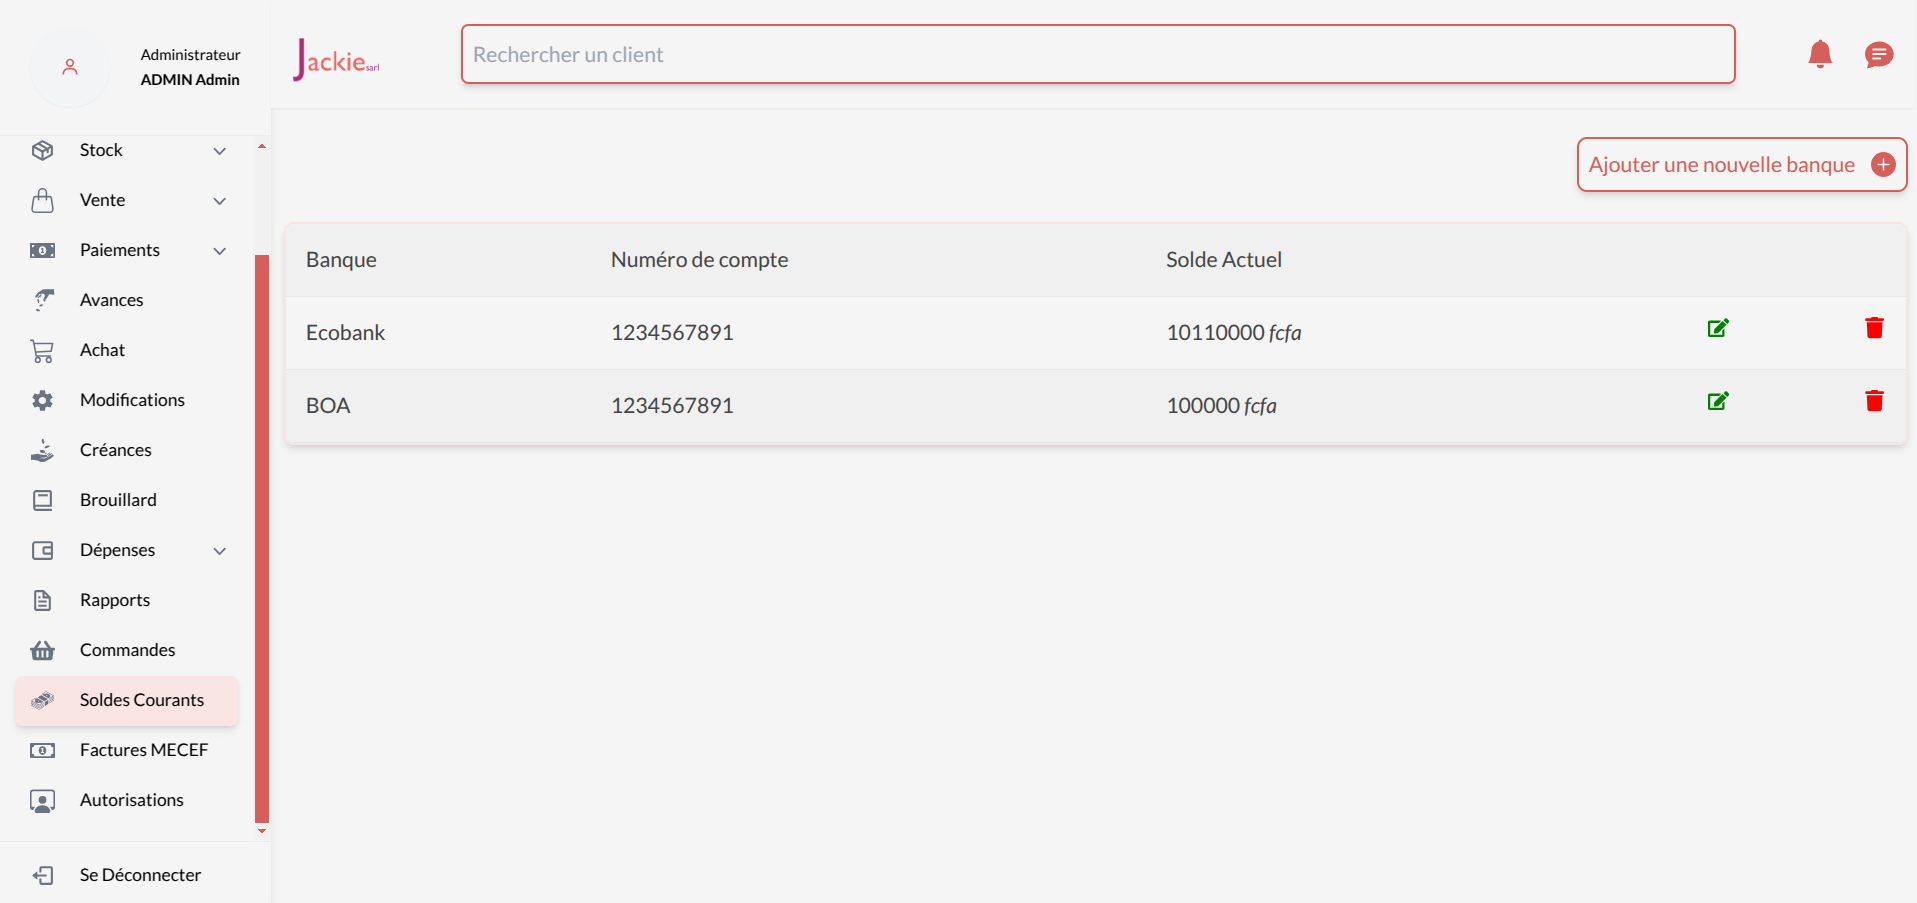 Administrateur
ADMIN Admin
Stock
Vente
Paiements
Avances
Achat
Modifications
Créances
Brouillard
Dépenses
Rapports
Commandes
Soldes Courants
Factures MECEF
Autorisations
Se Déconnecter
Jackie sarl
Rechercher un client
Ajouter une nouvelle banque
Banque Numéro de compte Solde Actuel
Ecobank 1234567891 10110000 fcfa
BOA 1234567891 100000 fcfa